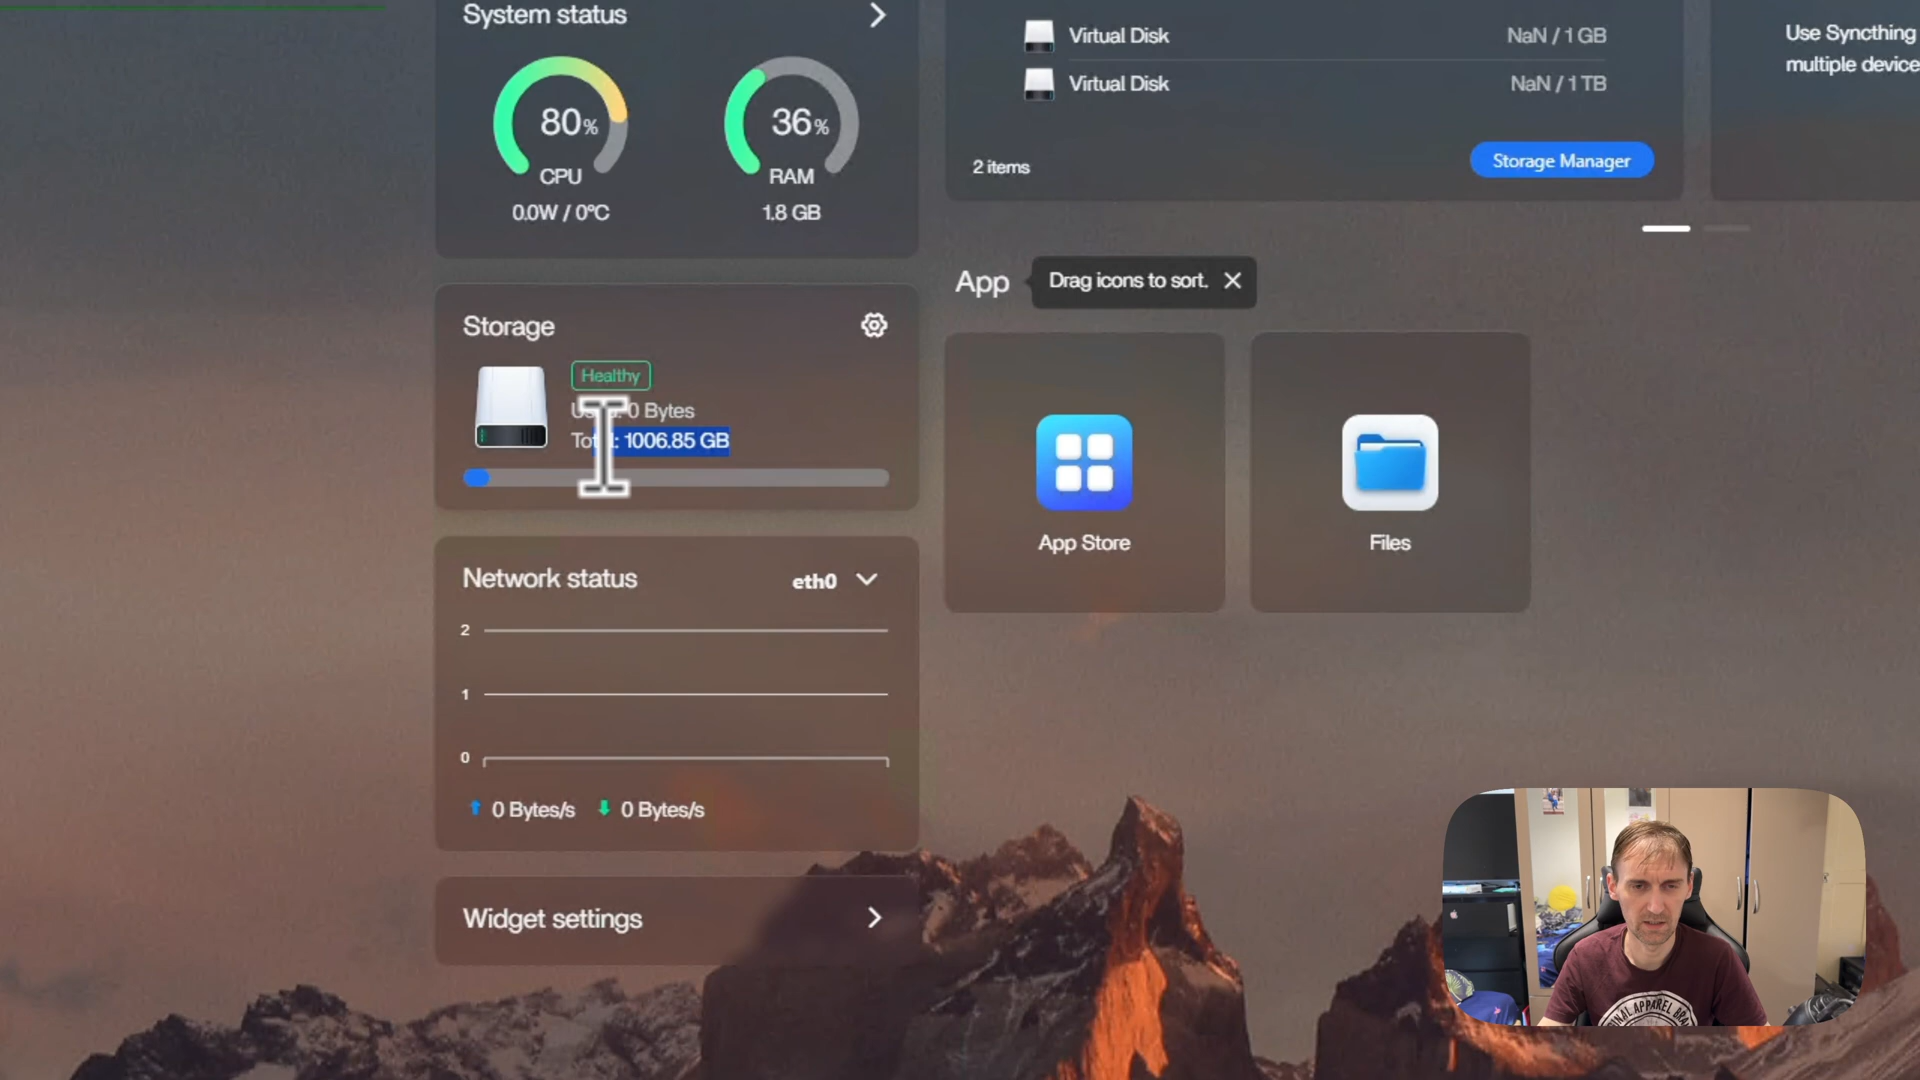 System status
80%
CPU
0.0W / 0°C
36%
RAM
1.8 GB
Virtual Disk
NaN / 1 GB
Virtual Disk
NaN / 1 TB
2 items
Storage Manager
Use Syncthing
multiple device
Storage
Healthy
0 Bytes
Total: 1006.85 GB
App
Drag icons to sort.
App Store
Files
Network status
eth0
2
1
0
0 Bytes/s
0 Bytes/s
Widget settings